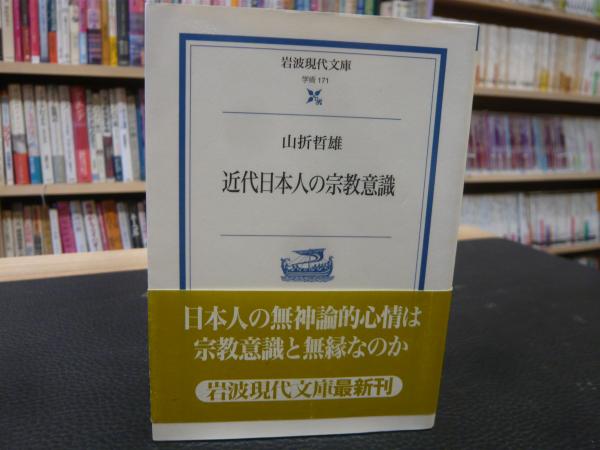 岩波現代文庫
学術 171
山折哲雄
近代日本人の宗教意識
日本人の無神論的心情は
宗教意識と無縁なのか
岩波現代文庫最新刊